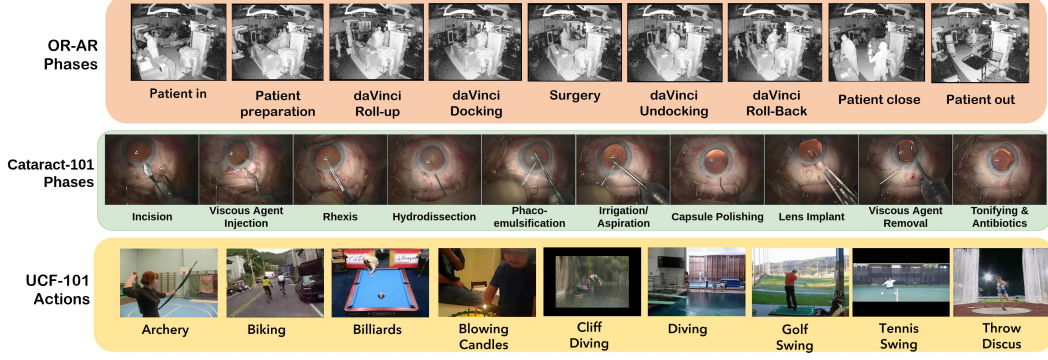 OR-AR
Phases
Patient in
Patient
preparation
daVinci
Roll-up
daVinci
Docking
Surgery
daVinci
Undocking
daVinci
Roll-Back
Patient close
Patient out
Cataract-101
Phases
Incision
Viscous Agent
Injection
Rhexis
Hydrodissection
Phaco-
emulsification
Irrigation/
Aspiration
Capsule Polishing
Lens Implant
Viscous Agent
Removal
Tonifying &
Antibiotics
UCF-101
Actions
Archery
Biking
Billiards
Blowing
Candles
Cliff
Diving
Diving
Golf
Swing
Tennis
Swing
Throw
Discus